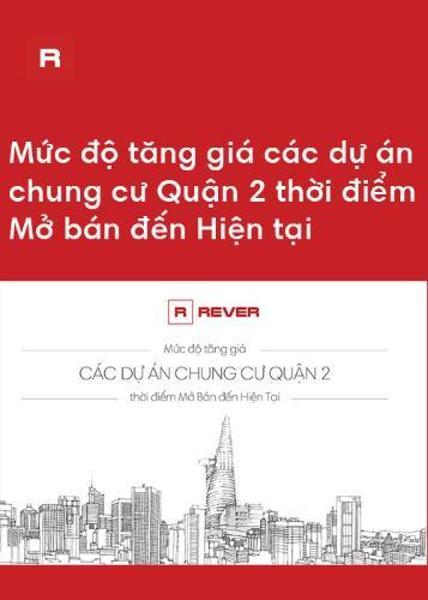 R
Mức độ tăng giá các dự án
chung cư Quận 2 thời điểm
Mở bán đến Hiện tại
R REVER
Mức độ tăng giá
CÁC DỰ ÁN CHUNG CƯ QUẬN 2
thời điểm Mở Bán đến Hiện Tại